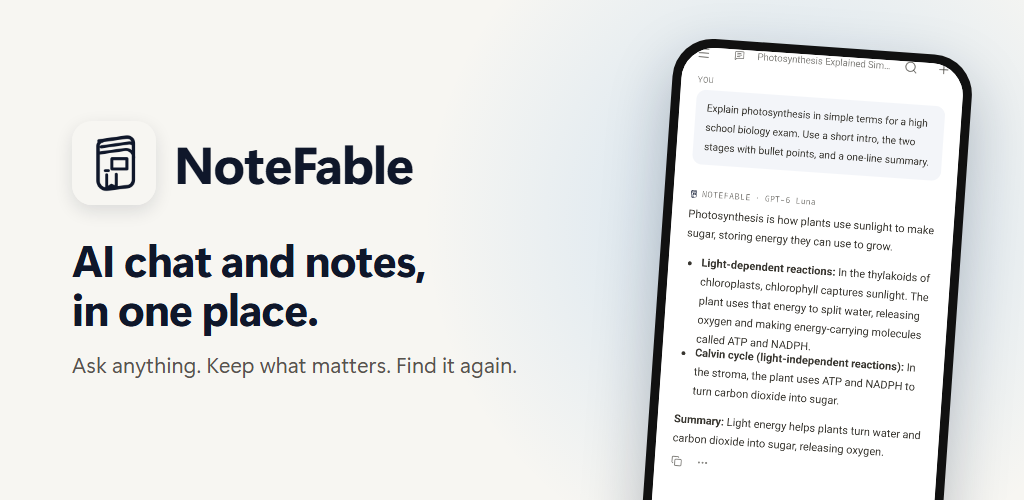 NoteFable
AI chat and notes,
in one place.
Ask anything. Keep what matters. Find it again.
Photosynthesis Explained Sim...
YOU
Explain photosynthesis in simple terms for a high
school biology exam. Use a short intro, the two
stages with bullet points, and a one-line summary.
NOTEFABLE · GPT-6 Luna
Photosynthesis is how plants use sunlight to make
sugar, storing energy they can use to grow.
• Light-dependent reactions: In the thylakoids of
chloroplasts, chlorophyll captures sunlight. The
plant uses that energy to split water, releasing
oxygen and making energy-carrying molecules
called ATP and NADPH.
• Calvin cycle (light-independent reactions): In
the stroma, the plant uses ATP and NADPH to
turn carbon dioxide into sugar.
Summary: Light energy helps plants turn water and
carbon dioxide into sugar, releasing oxygen.